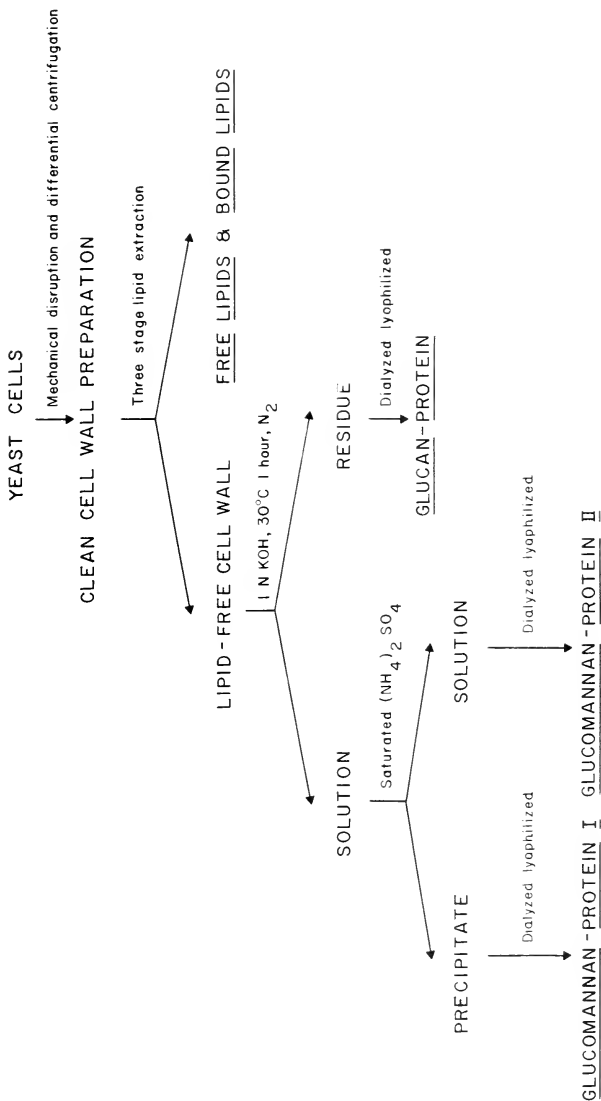 YEAST CELLS
Mechanical disruption and differential centrifugation
CLEAN CELL WALL PREPARATION
Three stage lipid extraction
LIPID-FREE CELL WALL
FREE LIPIDS & BOUND LIPIDS
1 N KOH, 30°C 1 hour, N2
SOLUTION
RESIDUE
Saturated (NH4)2 SO4
Dialyzed lyophilized
GLUCAN-PROTEIN
PRECIPITATE
SOLUTION
Dialyzed lyophilized
Dialyzed lyophilized
GLUCOMANNAN-PROTEIN I
GLUCOMANNAN-PROTEIN II